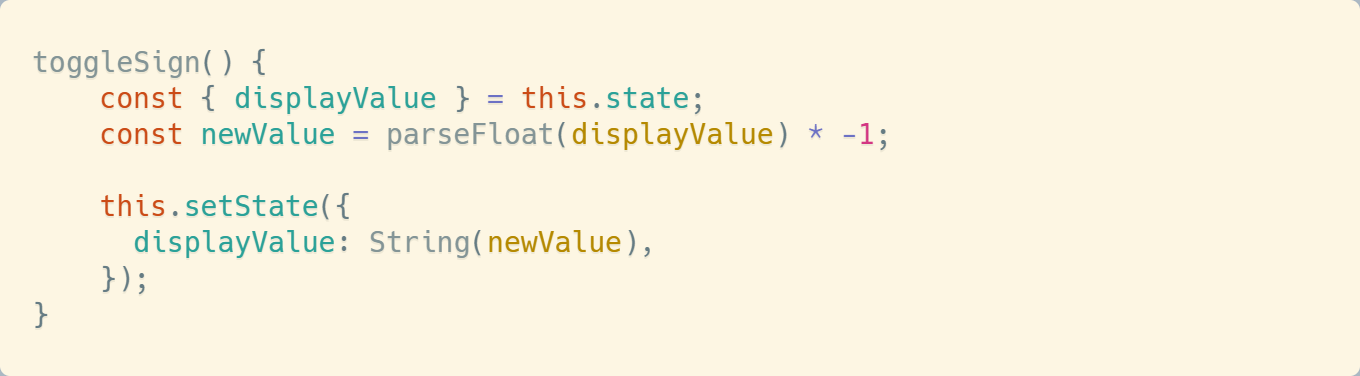 toggleSign() {
    const { displayValue } = this.state;
    const newValue = parseFloat(displayValue) * -1;

    this.setState({
      displayValue: String(newValue),
    });
}